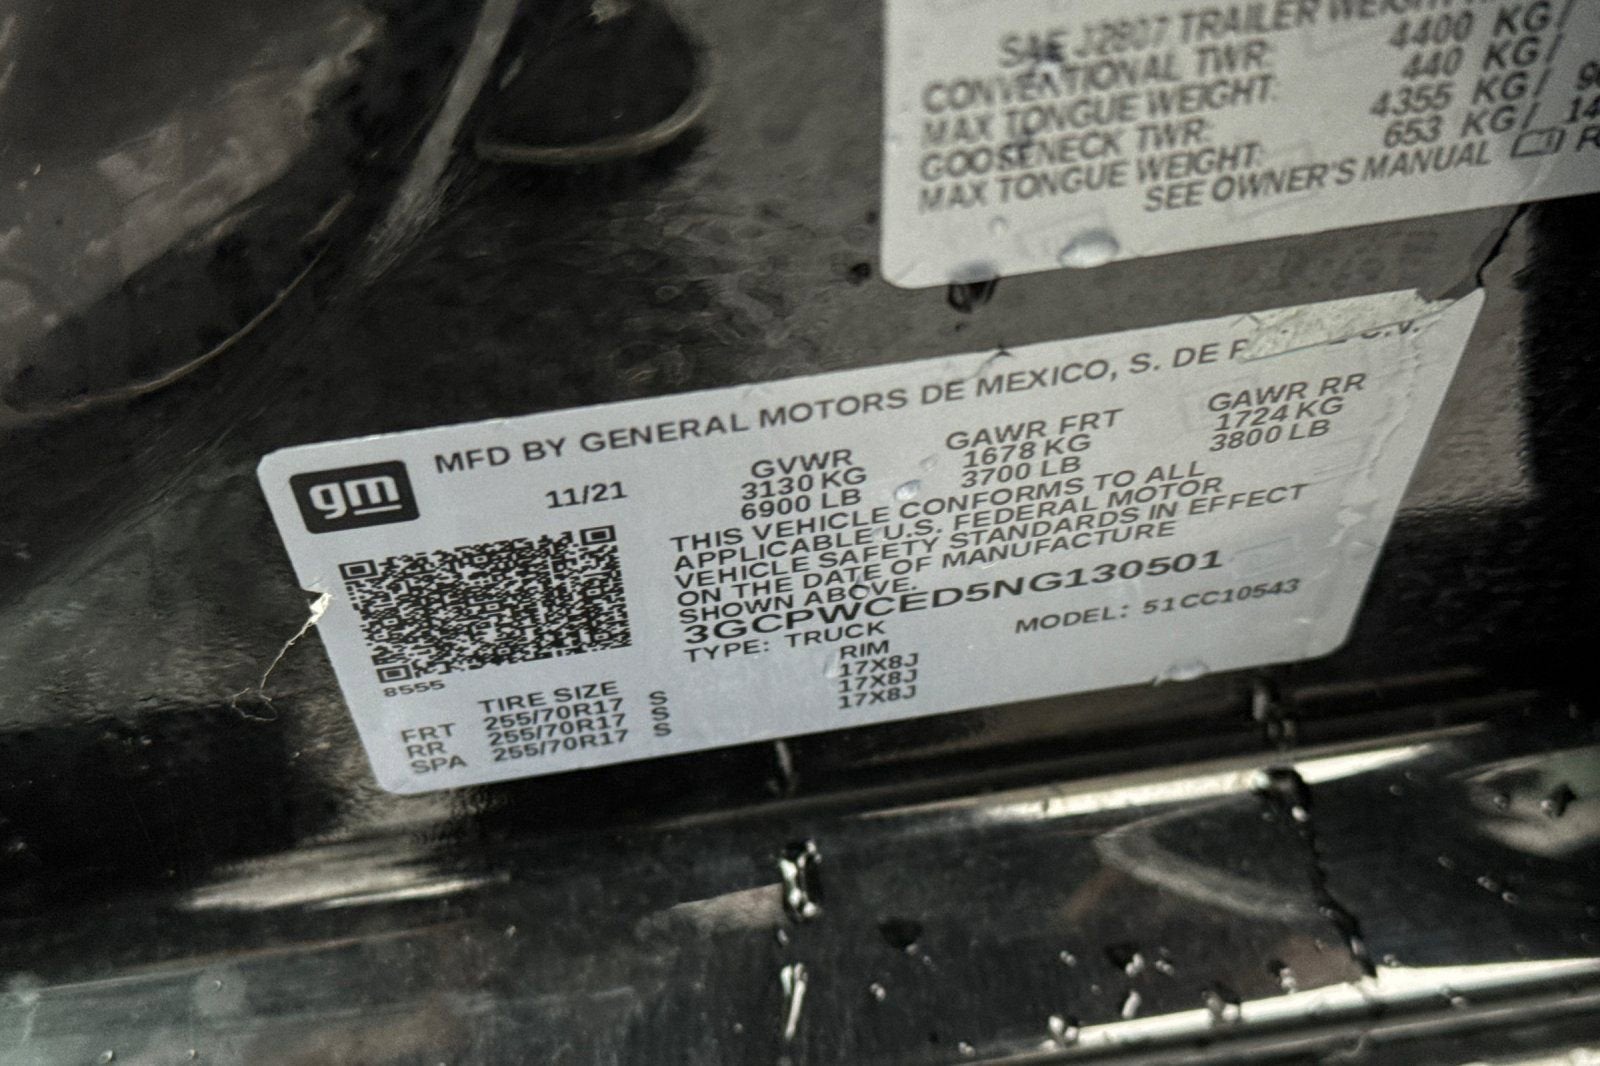 SAE J2807 TRAILER WEIGHT
CONVENTIONAL TWR: 4400 KG/
MAX TONGUE WEIGHT: 440 KG/
GOOSENECK TWR: 4355 KG/
MAX TONGUE WEIGHT: 653 KG/
SEE OWNER'S MANUAL
MFD BY GENERAL MOTORS DE MEXICO, S. DE
gm
11/21
GVWR GAWR FRT GAWR RR
3130 KG 1678 KG 1724 KG
6900 LB 3700 LB 3800 LB
THIS VEHICLE CONFORMS TO ALL
APPLICABLE U.S. FEDERAL MOTOR
VEHICLE SAFETY STANDARDS IN EFFECT
ON THE DATE OF MANUFACTURE
SHOWN ABOVE.
3GCPWCED5NG130501
TYPE: TRUCK MODEL: 51CC10543
8555
TIRE SIZE RIM
FRT 255/70R17 S 17X8J
RR 255/70R17 S 17X8J
SPA 255/70R17 S 17X8J